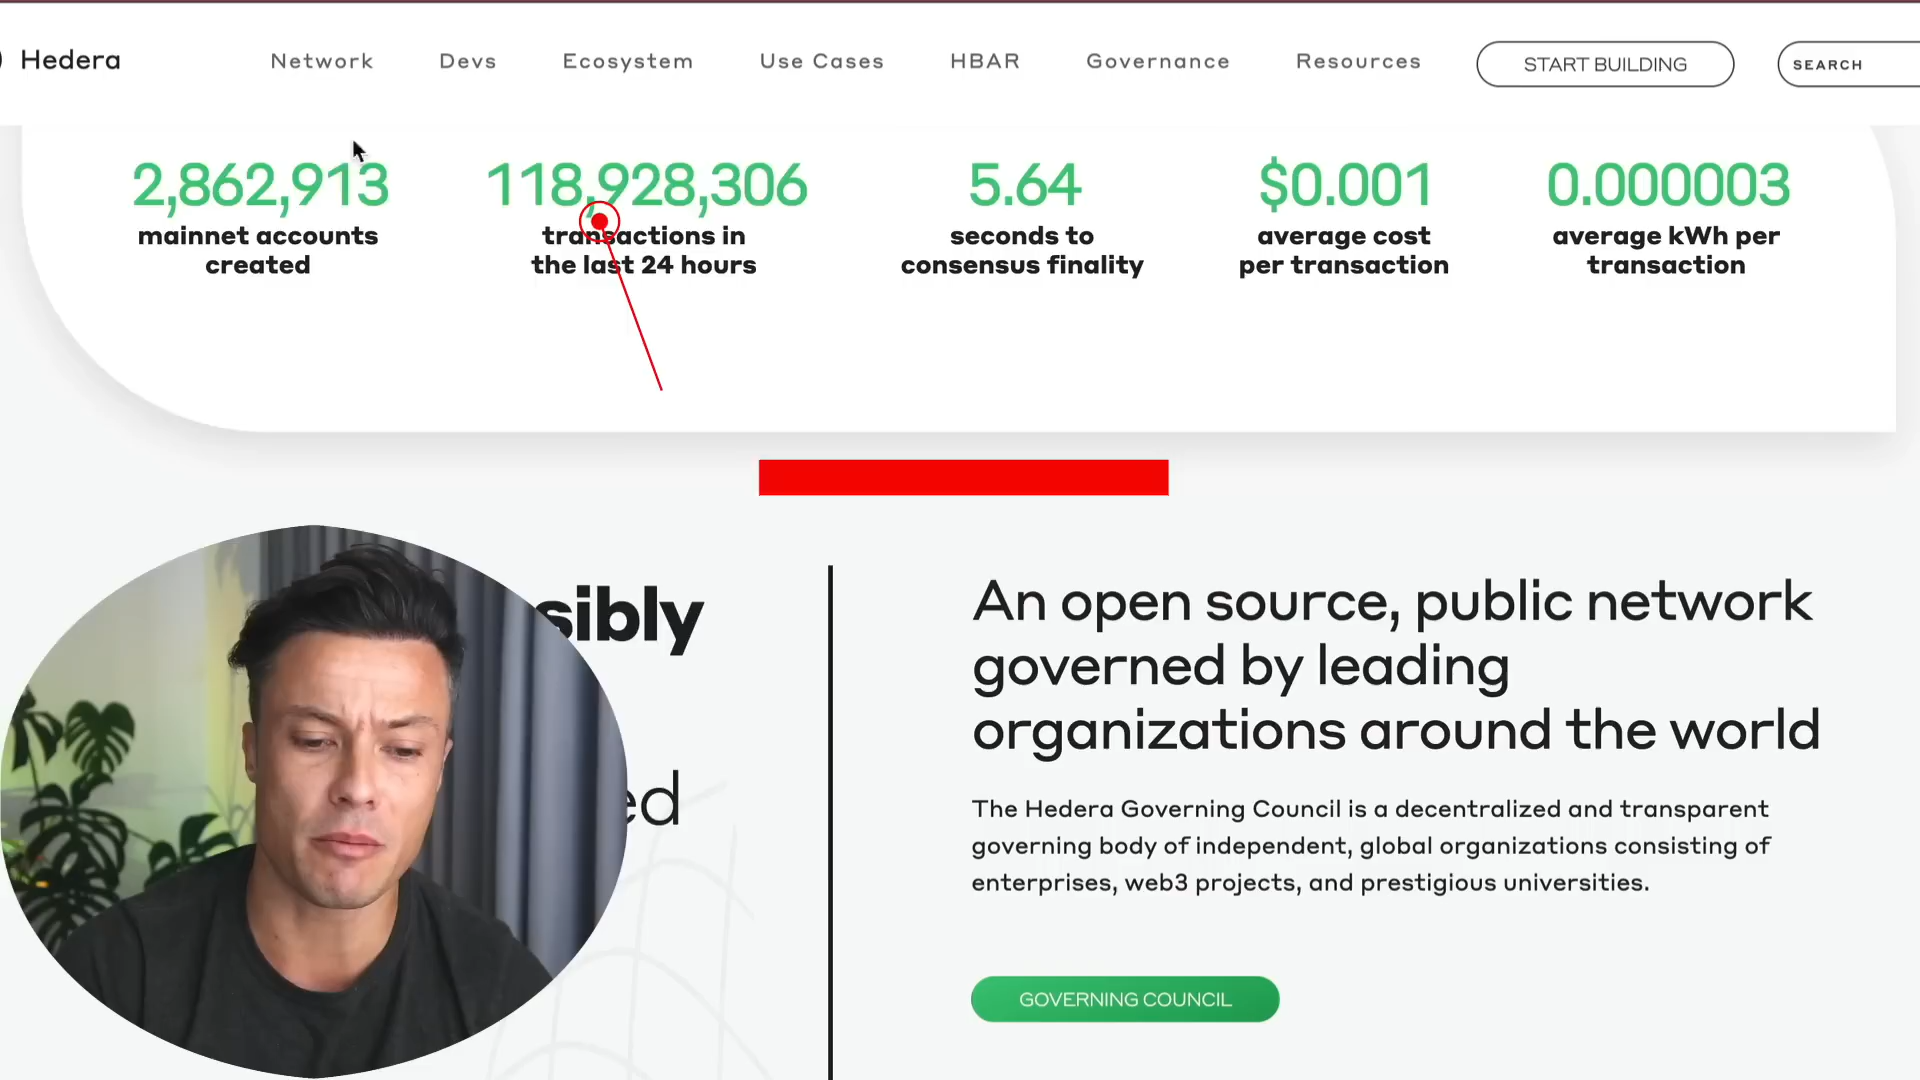 Hedera
Network
Devs
Ecosystem
Use Cases
HBAR
Governance
Resources
START BUILDING
SEARCH
2,862,913
mainnet accounts
created
118,928,306
transactions in
the last 24 hours
5.64
seconds to
consensus finality
$0.001
average cost
per transaction
0.000003
average kWh per
transaction
An open source, public network
governed by leading
organizations around the world
The Hedera Governing Council is a decentralized and transparent
governing body of independent, global organizations consisting of
enterprises, web3 projects, and prestigious universities.
GOVERNING COUNCIL